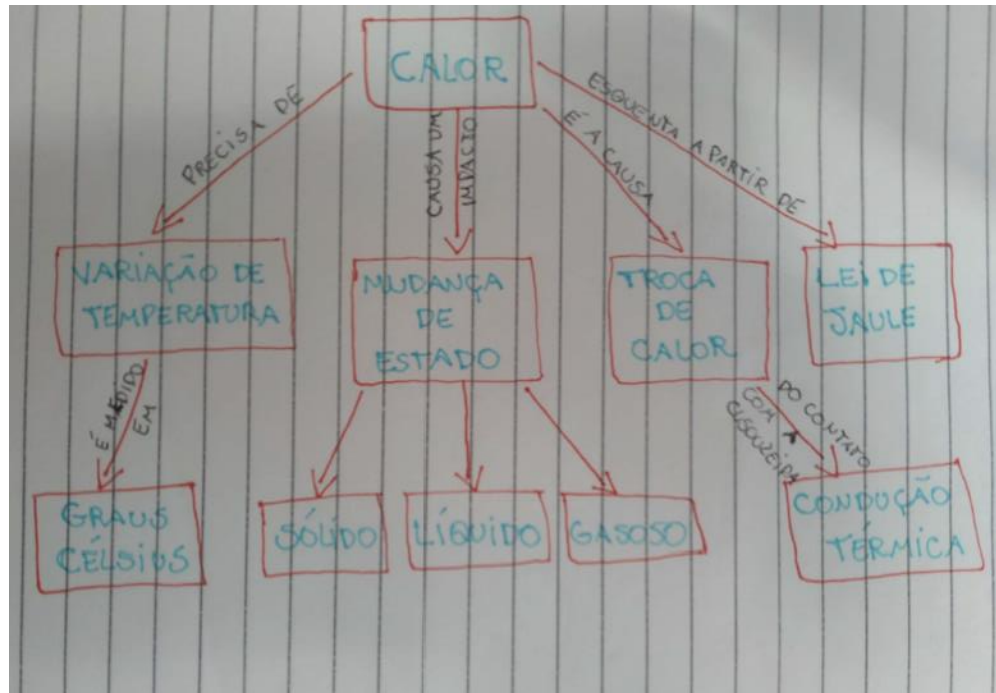 CALOR
PRECISA DE
CAUSA UM
IMPACTO
É A CAUSA
ESQUENTA A PARTIR DE
VARIAÇÃO DE
TEMPERATURA
MUDANÇA
DE
ESTADO
TROCA
DE
CALOR
LEI DE
JAULE
É MEDIDO
EM
DO CONTATO
COM A
GRAUS
CÉLSIUS
SÓLIDO
LÍQUIDO
GASOSO
CONDUÇÃO
TÉRMICA